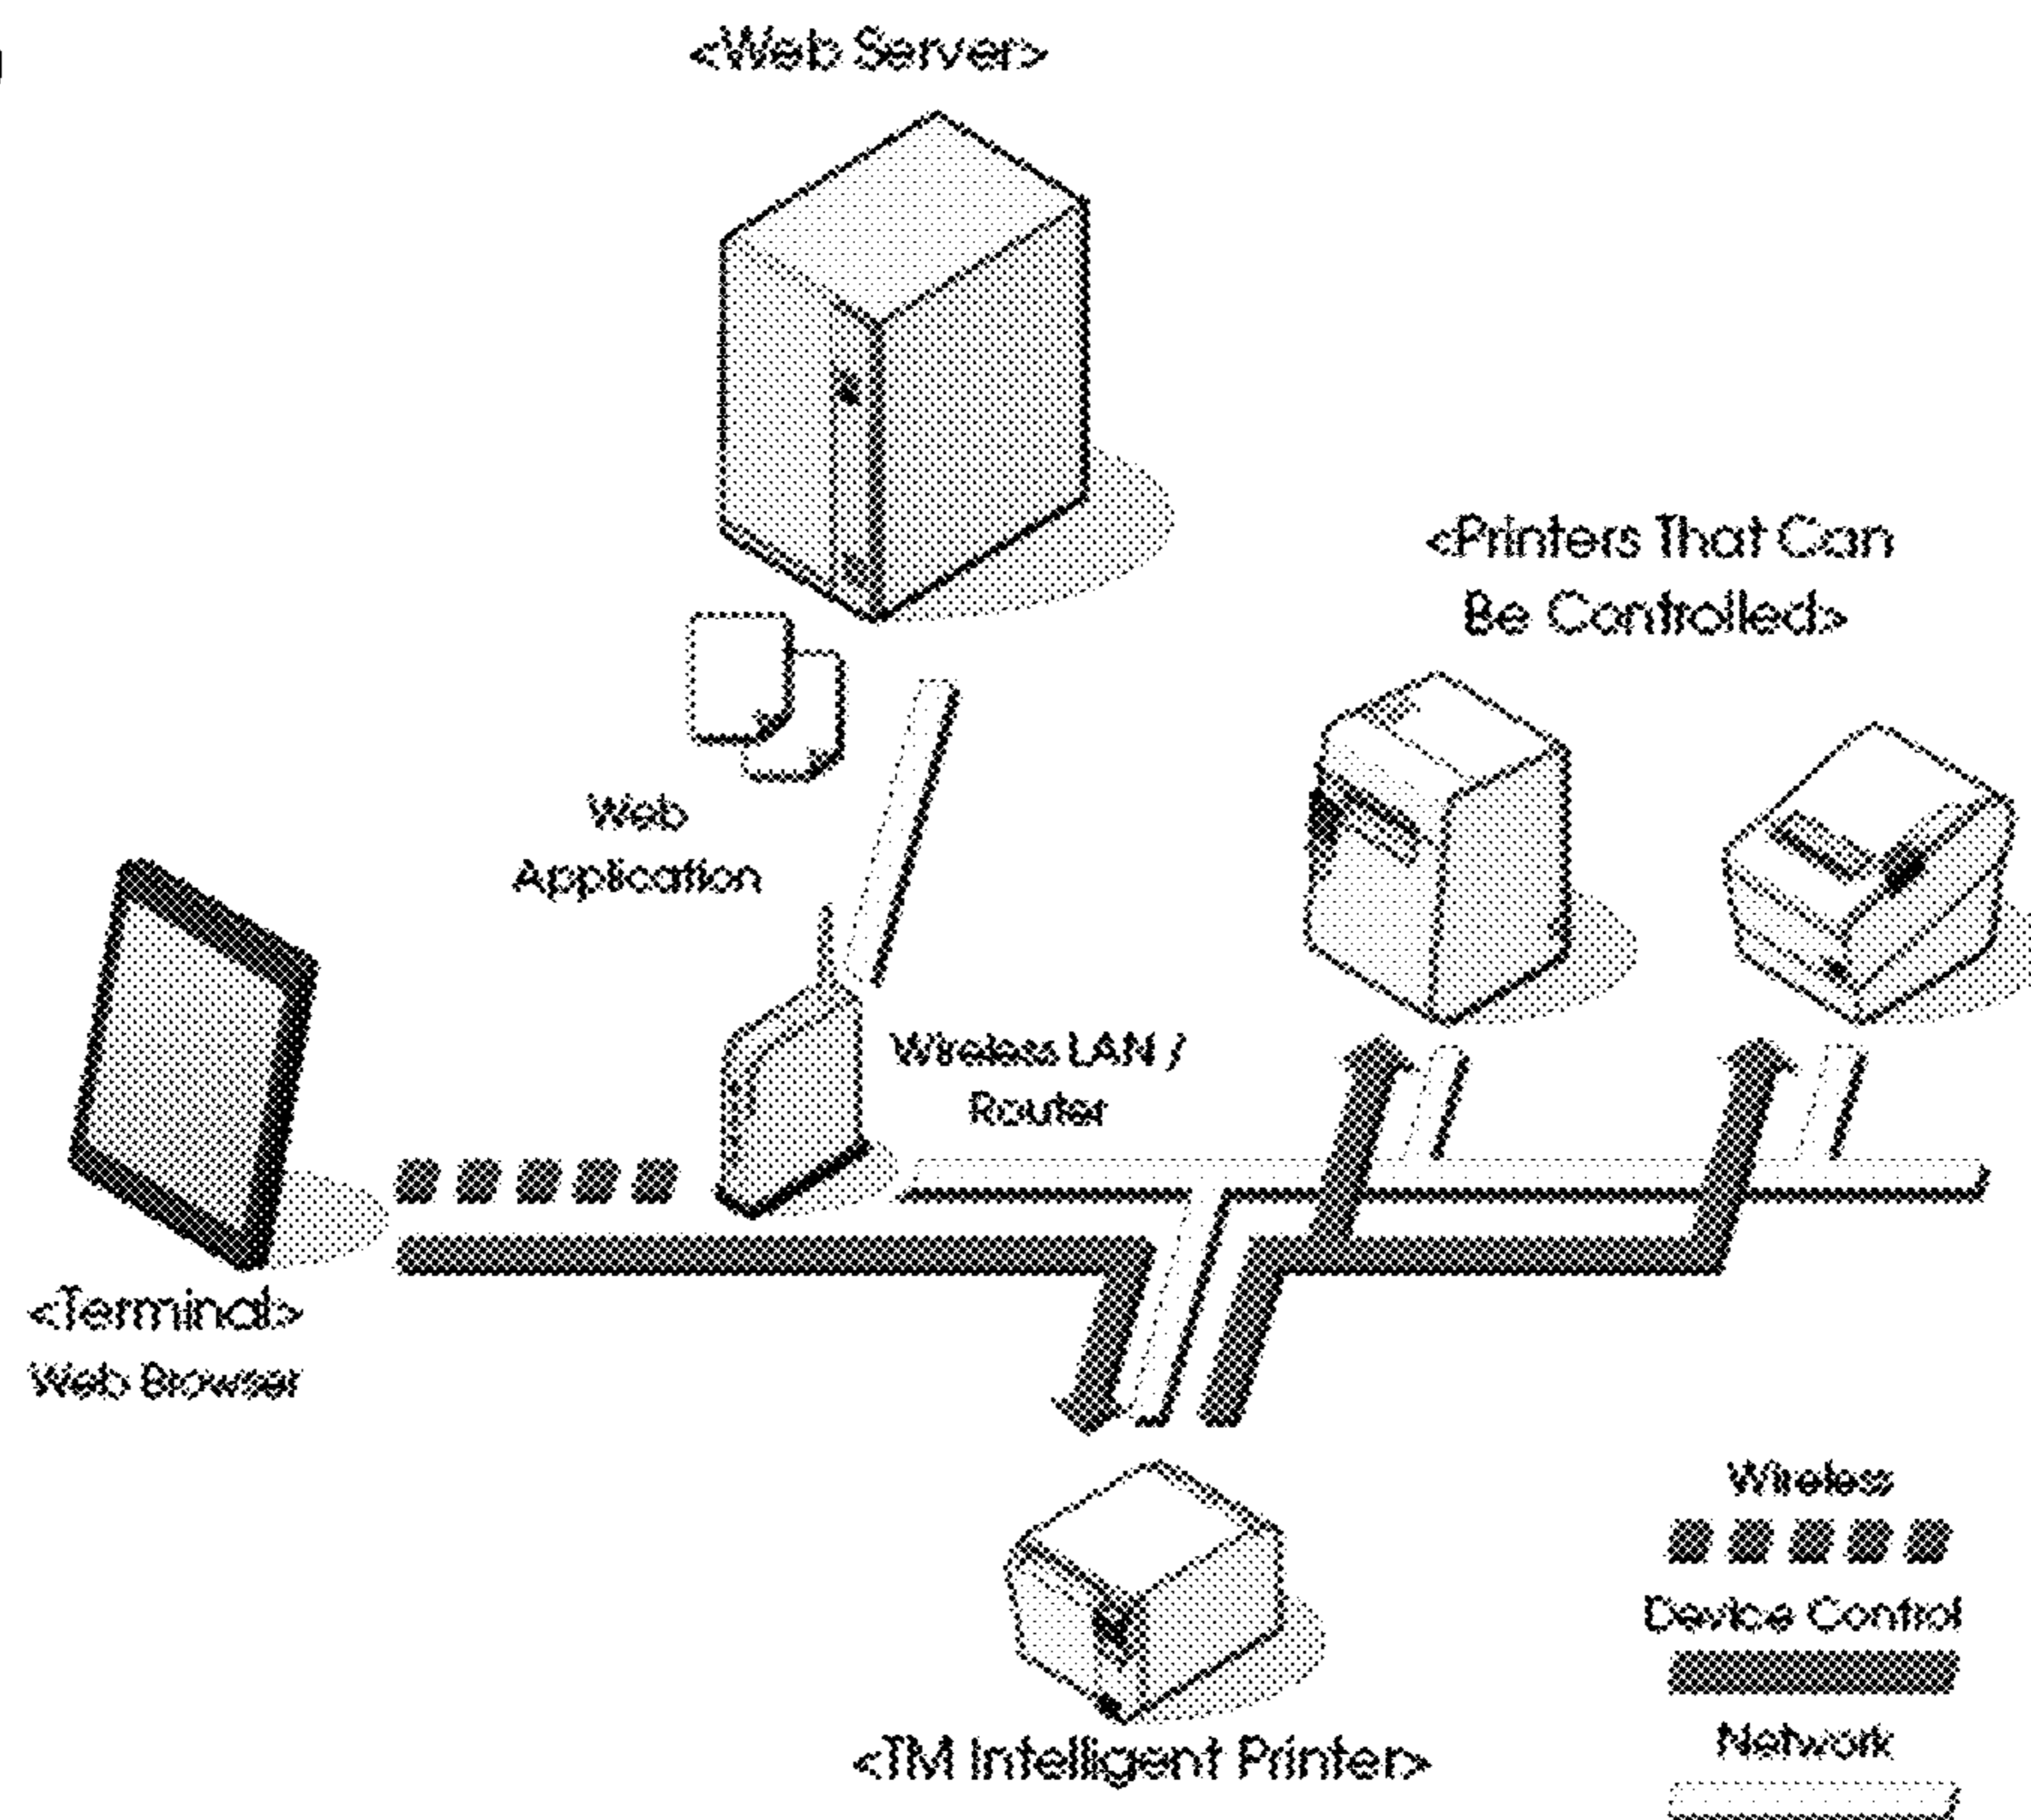 <Web Server>
<Printers That Can
Be Controlled>
Web
Application
Wireless LAN /
Router
<Terminal>
Web Browser
Wireless
Device Control
Network
<TM Intelligent Printer>